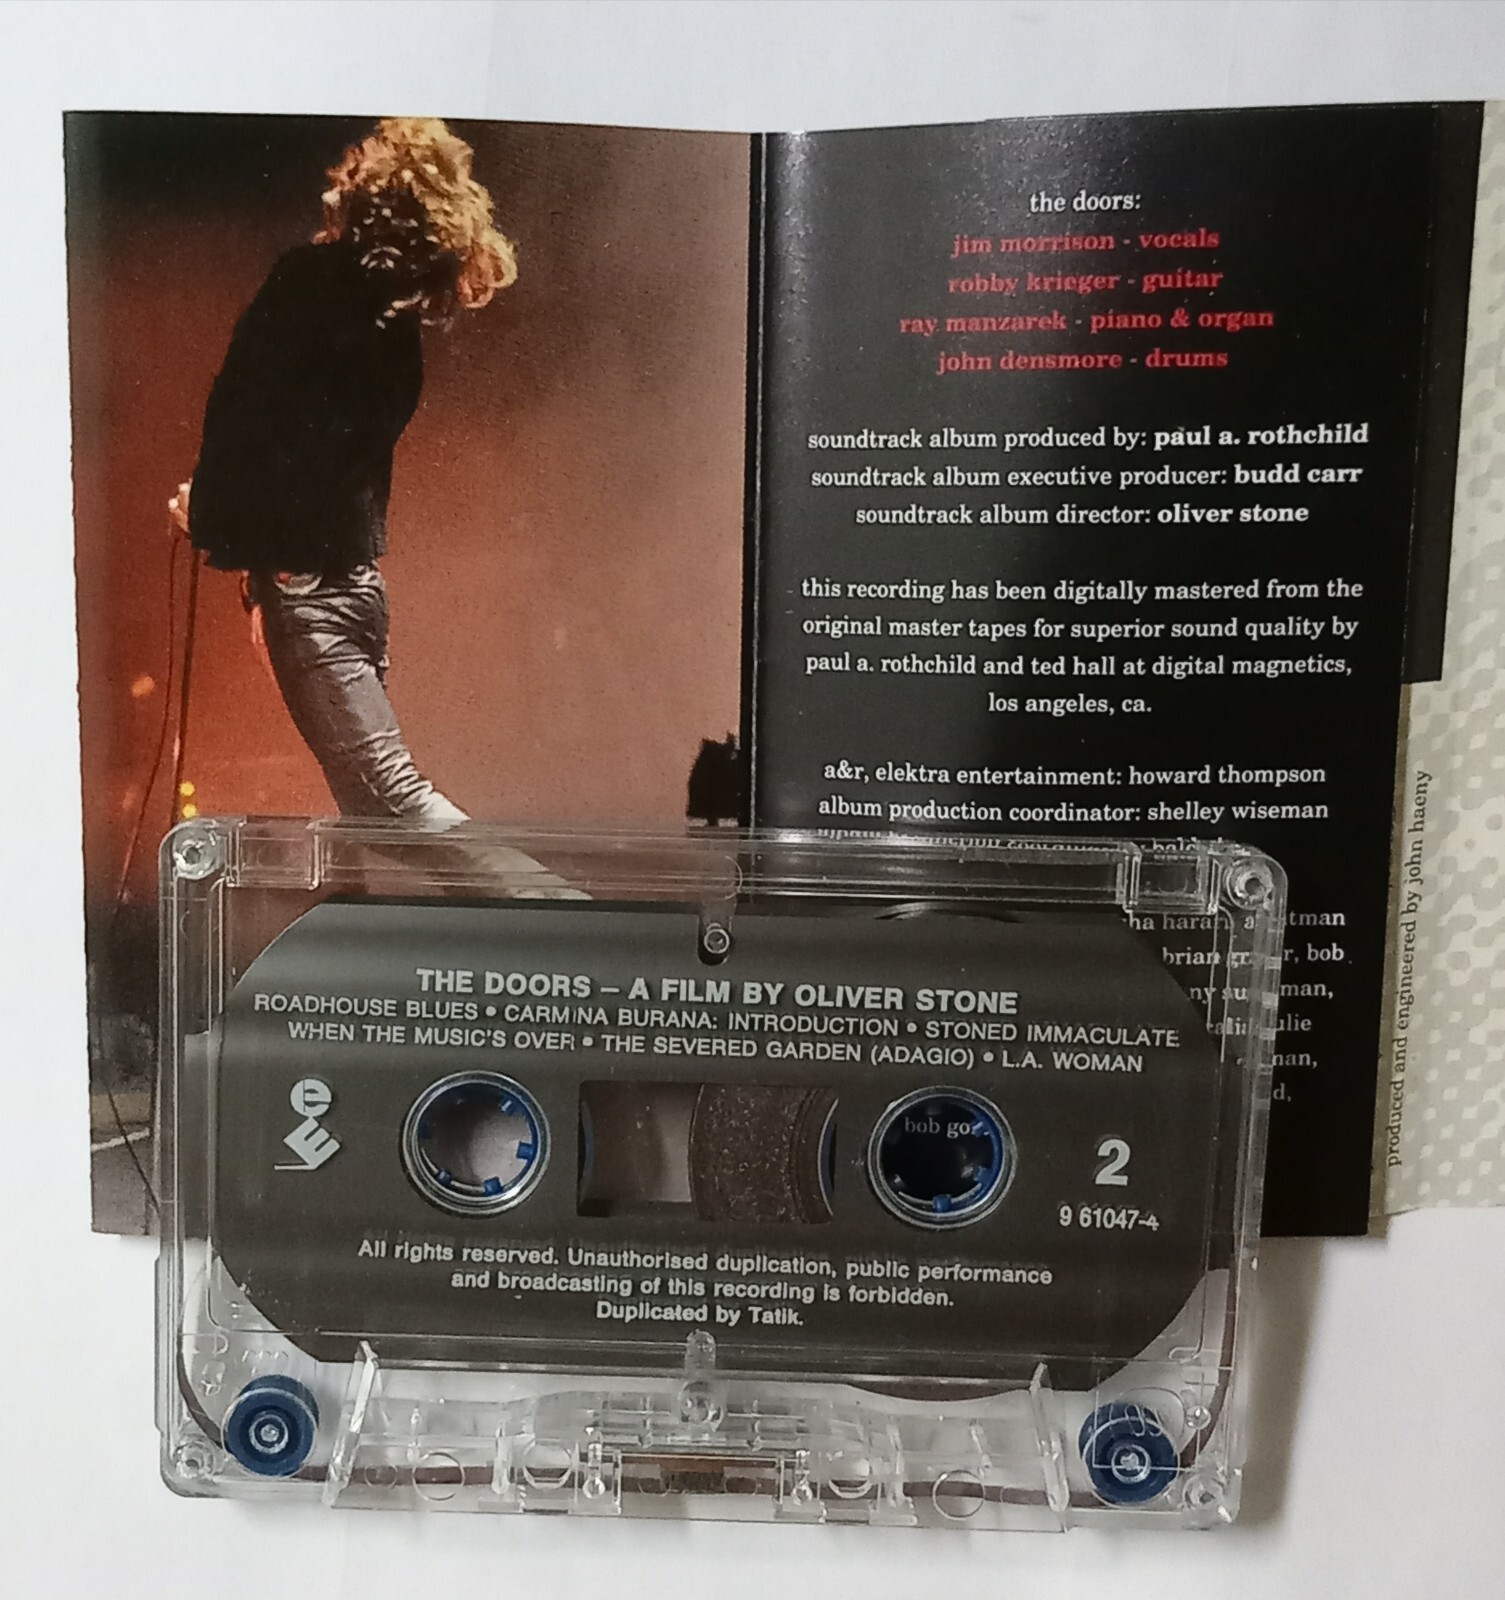 the doors:
jim morrison - vocals
robby krieger - guitar
ray manzarek - piano & organ
john densmore - drums
soundtrack album produced by: paul a. rothchild
soundtrack album executive producer: budd carr
soundtrack album director: oliver stone
this recording has been digitally mastered from the
original master tapes for superior sound quality by
paul a. rothchild and ted hall at digital magnetics,
los angeles, ca.
a&r, elektra entertainment: howard thompson
album production coordinator: shelley wiseman
brian
bob
produced and engineered by john haeny
THE DOORS – A FILM BY OLIVER STONE
ROADHOUSE BLUES • CARMINA BURANA: INTRODUCTION • STONED IMMACULATE
WHEN THE MUSIC'S OVER • THE SEVERED GARDEN (ADAGIO) • L.A. WOMAN
bob
2
9 61047-4
All rights reserved. Unauthorised duplication, public performance
and broadcasting of this recording is forbidden.
Duplicated by Tatik.